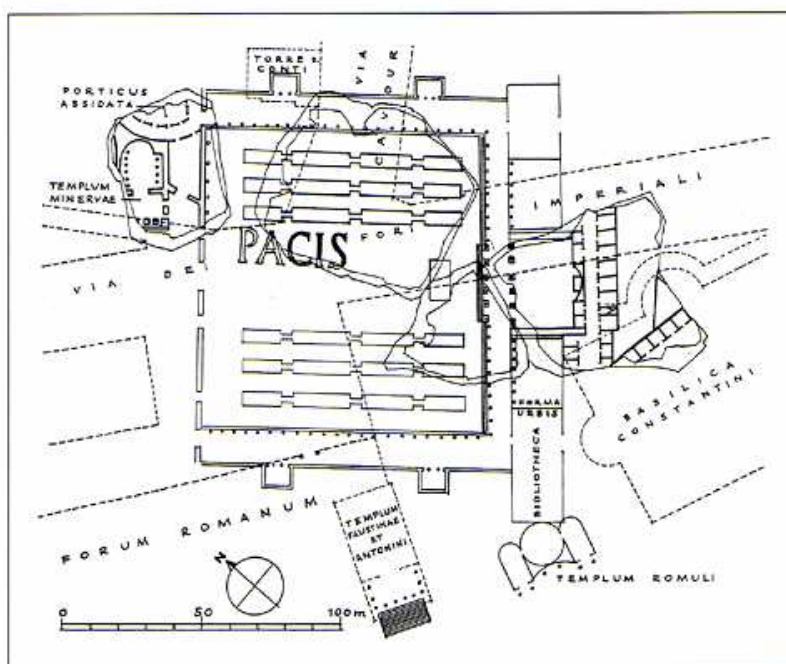 TORRE D.
CONTI
VIA
CAVOUR
PORTICUS
ABSIDATA
TEMPLUM
MINERVAE
PACIS
VIA DEI FORI IMPERIALI
BASILICA
CONSTANTINI
FORMA
URBIS
BIBLIOTHECA
FORUM ROMANUM
TEMPLUM
FAUSTINAE
ET
ANTONINI
TEMPLUM ROMULI
N
0 50 100m